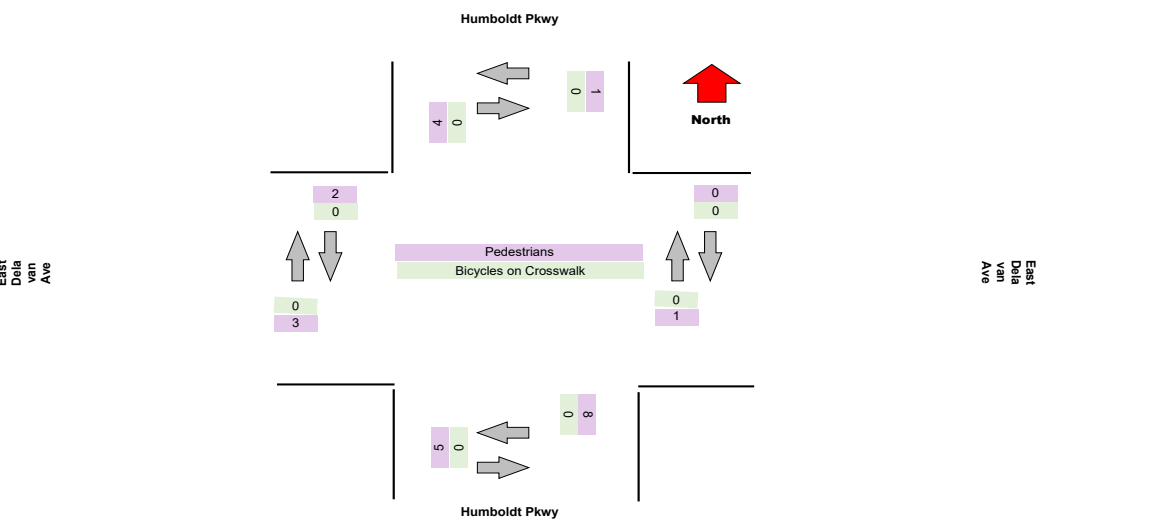 Humboldt Pkwy
0
1
4
0
North
2
0
0
0
Pedestrians
Bicycles on Crosswalk
East
Dela
van
Ave
East
Dela
van
Ave
0
3
0
1
0
8
5
0
Humboldt Pkwy